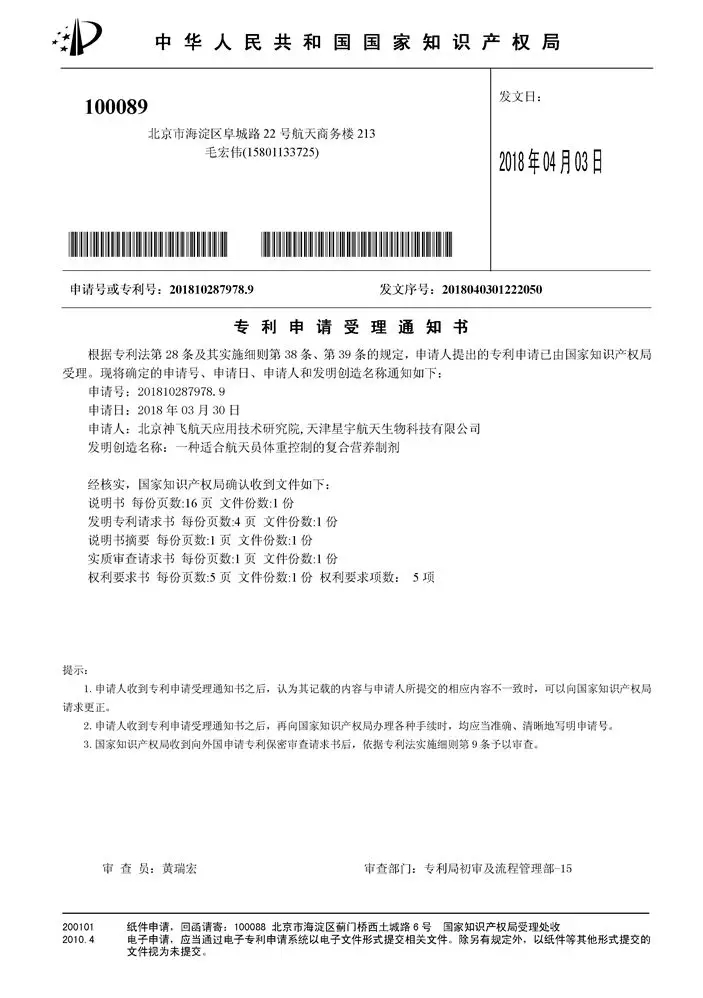 中华人民共和国国家知识产权局
100089
北京市海淀区阜城路 22 号航天商务楼 213
毛宏伟(15801133725)
发文日：
2018 年 04 月 03 日
申请号或专利号：201810287978.9
发文序号：2018040301222050
专利申请受理通知书
根据专利法第 28 条及其实施细则第 38 条、第 39 条的规定，申请人提出的专利申请已由国家知识产权局
受理。现将确定的申请号、申请日、申请人和发明创造名称通知如下：
申请号：201810287978.9
申请日：2018 年 03 月 30 日
申请人：北京神飞航天应用技术研究院,天津星宇航天生物科技有限公司
发明创造名称：一种适合航天员体重控制的复合营养制剂
经核实，国家知识产权局确认收到文件如下：
说明书 每份页数:16 页 文件份数:1 份
发明专利请求书 每份页数:4 页 文件份数:1 份
说明书摘要 每份页数:1 页 文件份数:1 份
实质审查请求书 每份页数:1 页 文件份数:1 份
权利要求书 每份页数:5 页 文件份数:1 份 权利要求项数： 5 项
提示：
1.申请人收到专利申请受理通知书之后，认为其记载的内容与申请人所提交的相应内容不一致时，可以向国家知识产权局
请求更正。
2.申请人收到专利申请受理通知书之后，再向国家知识产权局办理各种手续时，均应当准确、清晰地写明申请号。
3.国家知识产权局收到向外国申请专利保密审查请求书后，依据专利法实施细则第 9 条予以审查。
审 查 员：黄瑞宏
审查部门：专利局初审及流程管理部-15
200101 纸件申请，回函请寄：100088 北京市海淀区蓟门桥西土城路 6 号 国家知识产权局受理处收
2010.4 电子申请，应当通过电子专利申请系统以电子文件形式提交相关文件。除另有规定外，以纸件等其他形式提交的
文件视为未提交。